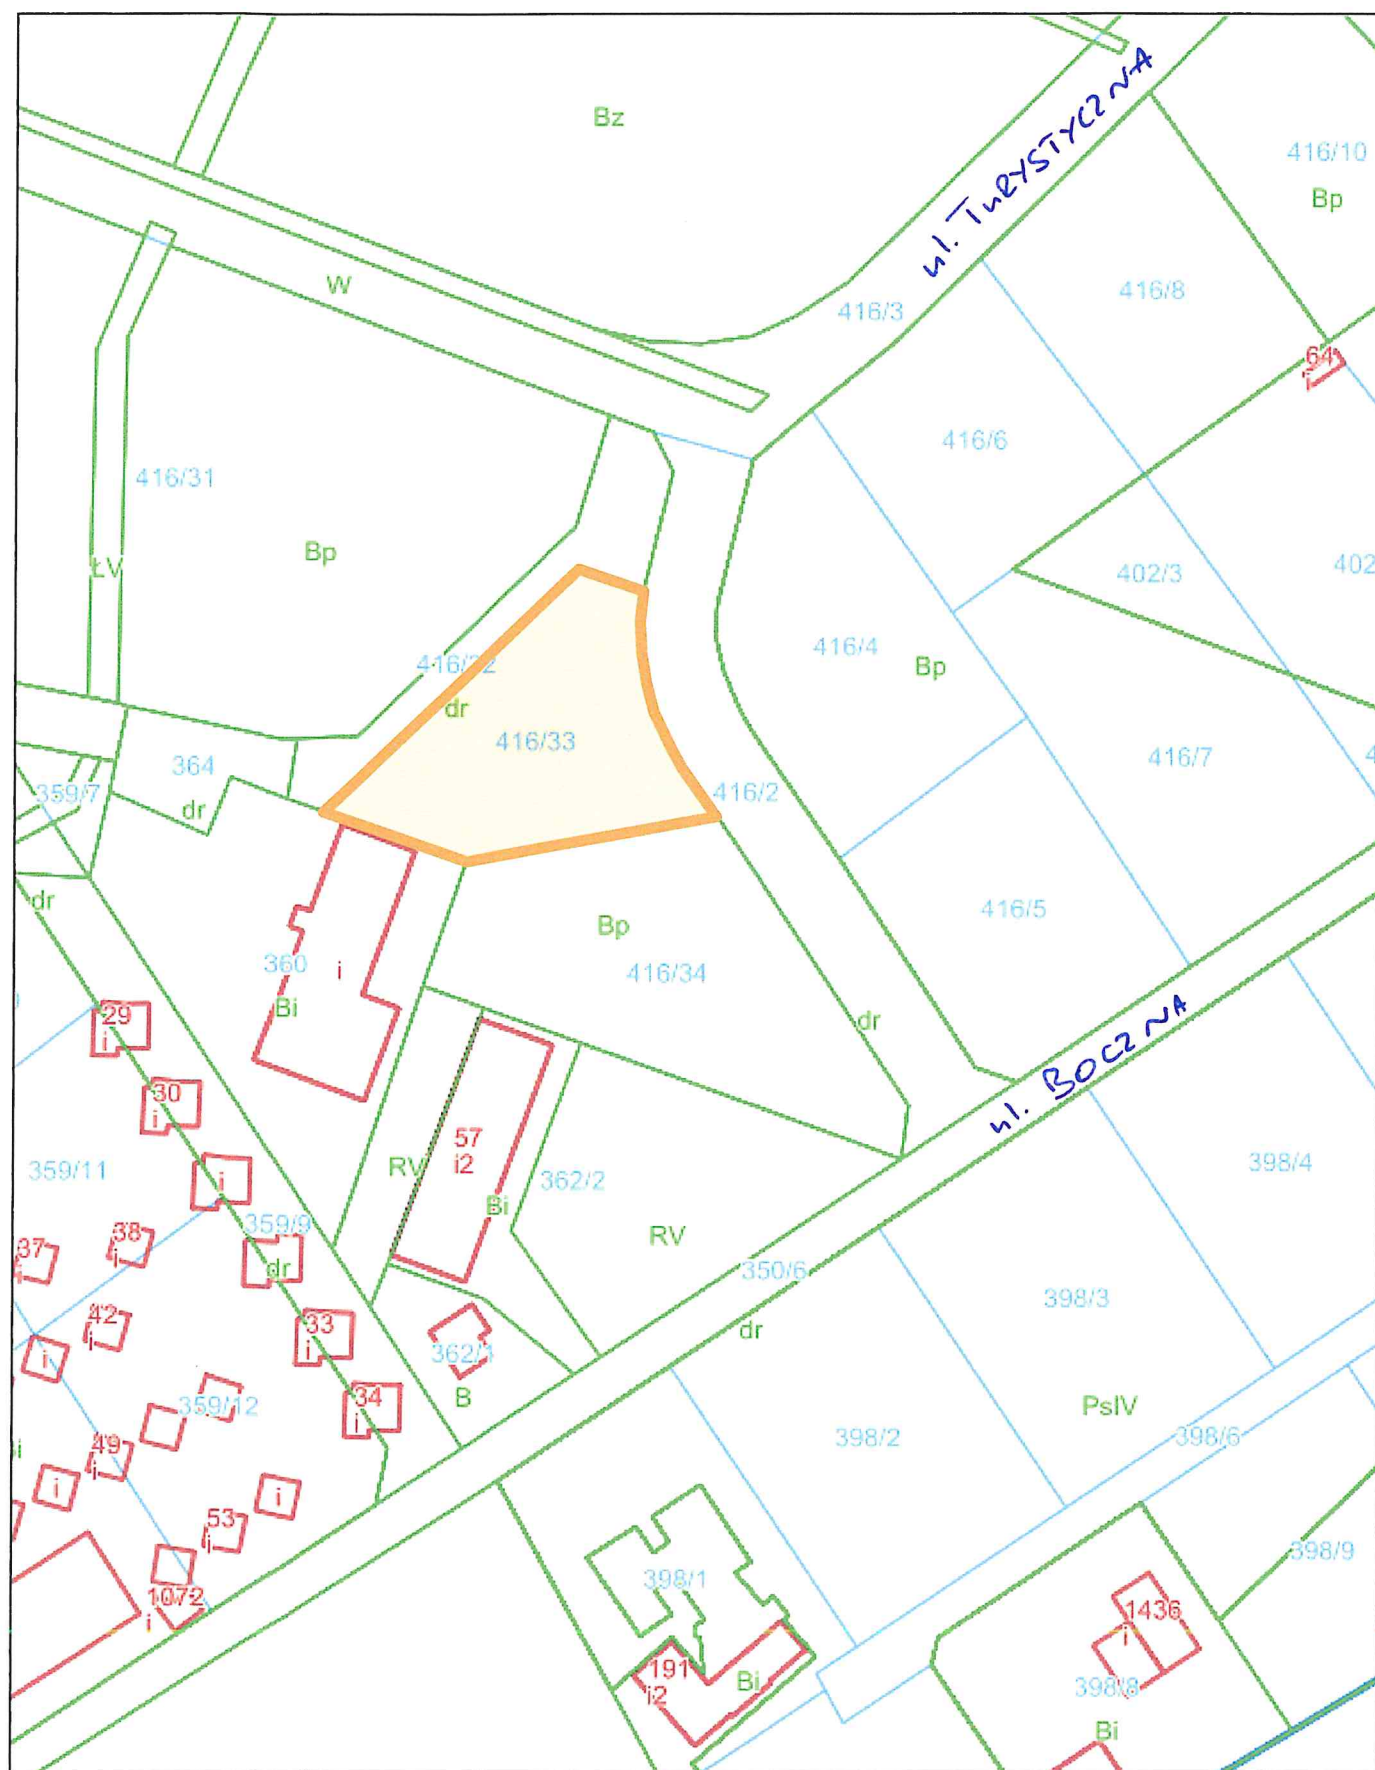 Bz
416/10
Bp
ul. TURYSTYCZNA
W
416/8
416/3
64
i
416/6
416/31
Bp
ŁV
402/3
402
416/4
Bp
416/32
dr
416/33
416/7
4
364
359/7
dr
416/2
dr
416/5
Bp
360
i
416/34
Bi
29
i
dr
ul. BOCZNA
30
i
57
i2
359/11
i
RV
362/2
398/4
Bi
359/9
38
i
RV
37
i
dr
350/6
398/3
42
i
33
i
dr
i
362/1
34
i
359/12
B
PsIV
398/2
398/6
49
i
i
i
53
i
398/9
398/1
1072
i
1436
i
191
i2
Bi
398/8
Bi